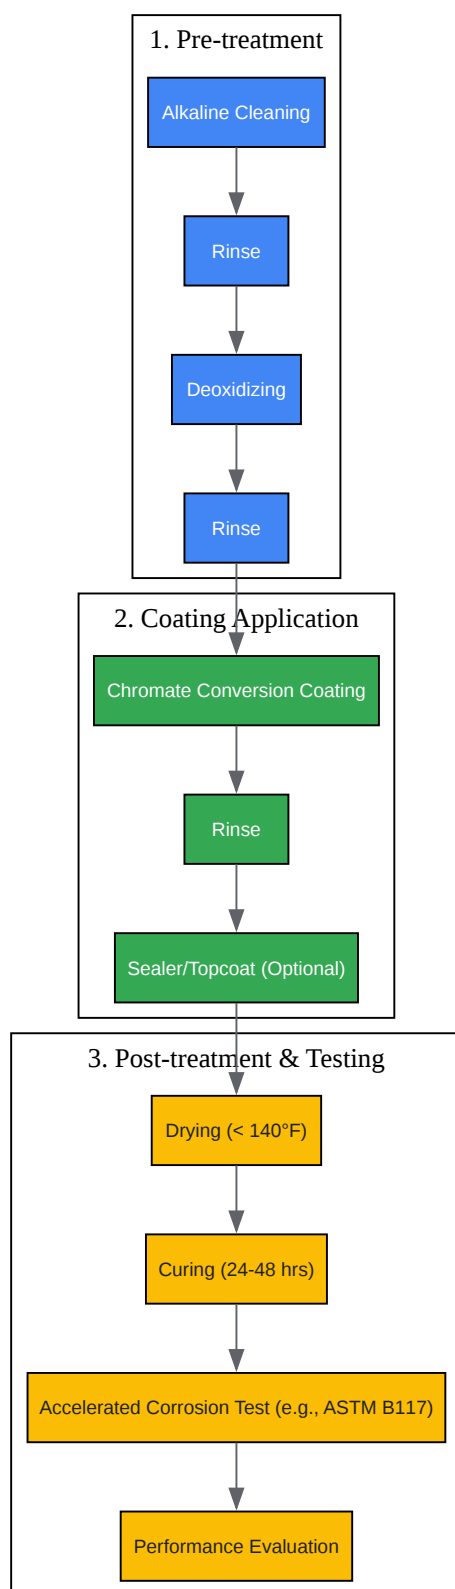 1. Pre-treatment
Alkaline Cleaning
Rinse
Deoxidizing
Rinse
2. Coating Application
Chromate Conversion Coating
Rinse
Sealer/Topcoat (Optional)
3. Post-treatment & Testing
Drying (< 140°F)
Curing (24-48 hrs)
Accelerated Corrosion Test (e.g., ASTM B117)
Performance Evaluation